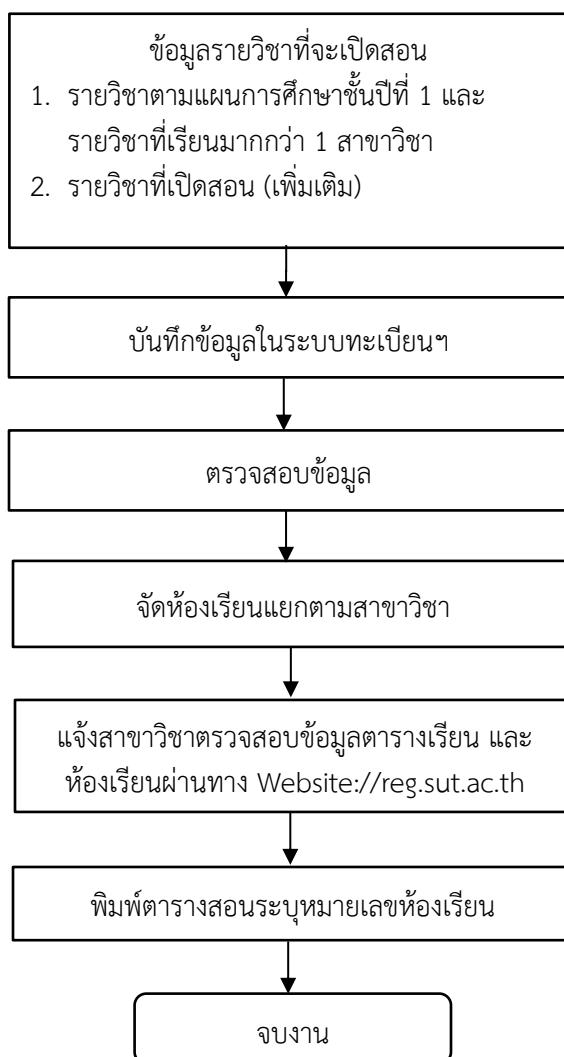 ข้อมูลรายวิชาที่จะเปิดสอน
1. รายวิชาตามแผนการศึกษาชั้นปีที่ 1 และ
รายวิชาที่เรียนมากกว่า 1 สาขาวิชา
2. รายวิชาที่เปิดสอน (เพิ่มเติม)
บันทึกข้อมูลในระบบทะเบียนฯ
ตรวจสอบข้อมูล
จัดห้องเรียนแยกตามสาขาวิชา
แจ้งสาขาวิชาตรวจสอบข้อมูลตารางเรียน และ
ห้องเรียนผ่านทาง Website://reg.sut.ac.th
พิมพ์ตารางสอนระบุหมายเลขห้องเรียน
จบงาน